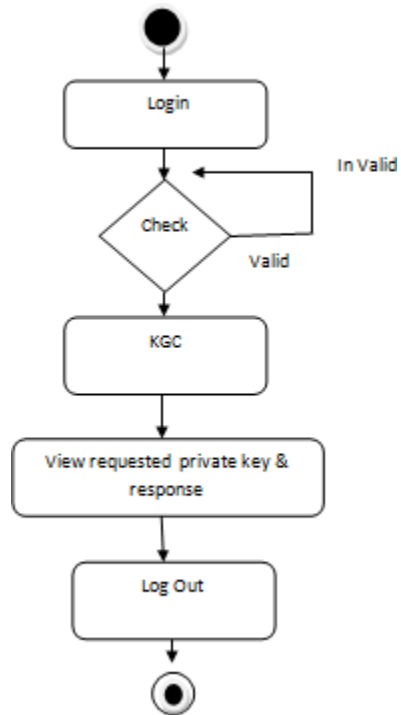 Login
In Valid
Check
Valid
KGC
View requested private key &
response
Log Out